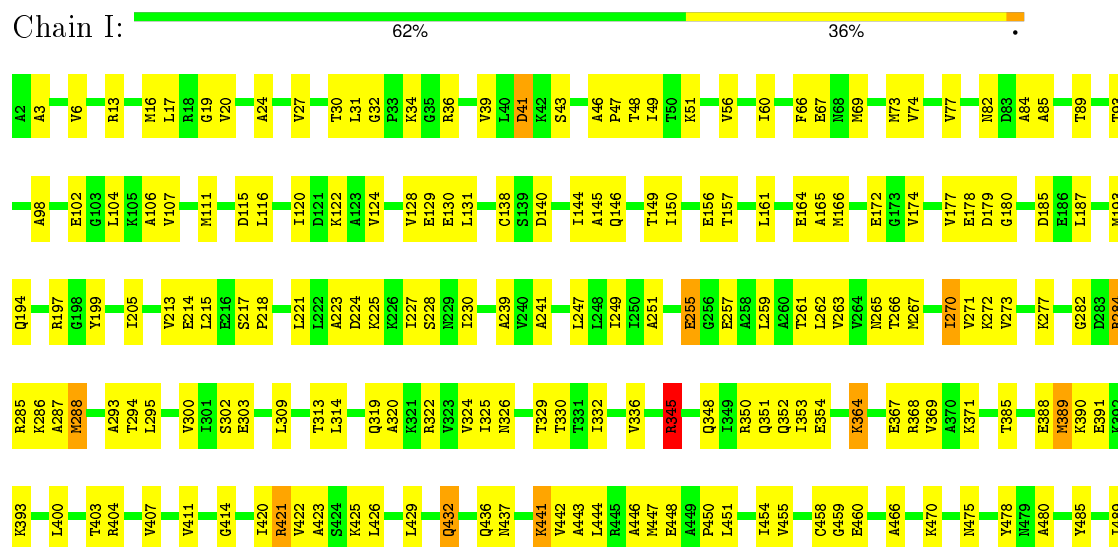 Chain I:
62% 36% •
A2 A3 V6 R13 M16 L17 R18 G19 V20 A24 V27 T30 L31 G32 P33 K34 G35 R36 V39 L40 D41 K42 S43 A46 P47 T48 I49 T50 K51 V56 I60 F66 E67 N68 M69 M73 V74 V77 N82 D83 A84 A85 T89
A98 E102 G103 L104 K105 A106 V107 M111 D115 L116 I120 D121 K122 A123 V124 V128 E129 E130 L131 C138 S139 D140 I144 A145 Q146 T149 I150 E156 T157 L161 E164 A165 M166 E172 G173 V174 V177 E178 D179 G180 D185 E186 L187 M193
Q194 R197 G198 Y199 I205 V213 E214 L215 E216 S217 P218 L221 L222 A223 D224 K225 K226 I227 S228 N229 I230 A239 V240 A241 L247 L248 I249 I250 A251 E255 G256 E257 A258 L259 A260 T261 L262 V263 V264 N265 T266 M267 I270 V271 K272 V273 K277 G282 D283
R285 K286 A287 M288 A293 T294 L295 V300 I301 S302 E303 L309 T313 L314 Q319 A320 K321 R322 V323 V324 I325 N326 T329 T330 T331 I332 V336 R345 Q348 I349 R350 Q351 Q352 I353 E354 K364 E367 R368 V369 A370 K371 T385 E388 M389 K390 E391 K392
K393 L400 T403 R404 V407 V411 G414 I420 R421 V422 A423 S424 K425 L426 L429 Q432 Q436 N437 K441 V442 A443 L444 R445 A446 M447 E448 A449 P450 L451 I454 V455 C458 G459 E460 A466 K470 N475 Y478 N479 A480 Y485